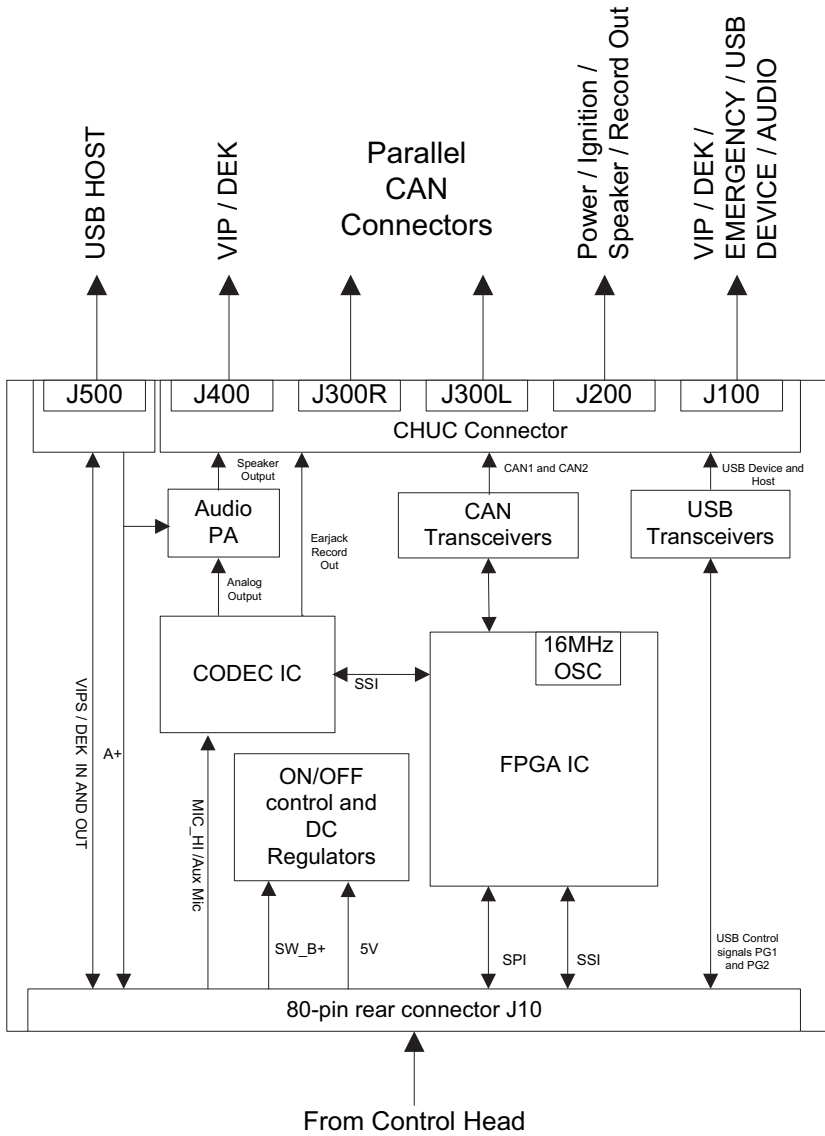 USB HOST
VIP / DEK
Parallel
CAN
Connectors
Power / Ignition /
Speaker / Record Out
VIP / DEK /
EMERGENCY / USB
DEVICE / AUDIO
J500
J400
J300R
J300L
J200
J100
CHUC Connector
Speaker
Output
CAN1 and CAN2
USB Device and
Host
Audio
PA
Earjack
Record
Out
CAN
Transceivers
USB
Transceivers
Analog
Output
CODEC IC
SSI
16MHz
OSC
FPGA IC
VIPS / DEK IN AND OUT
A+
MIC_HI /Aux Mic
ON/OFF
control and
DC
Regulators
SW_B+
5V
SPI
SSI
USB Control
signals PG1
and PG2
80-pin rear connector J10
From Control Head